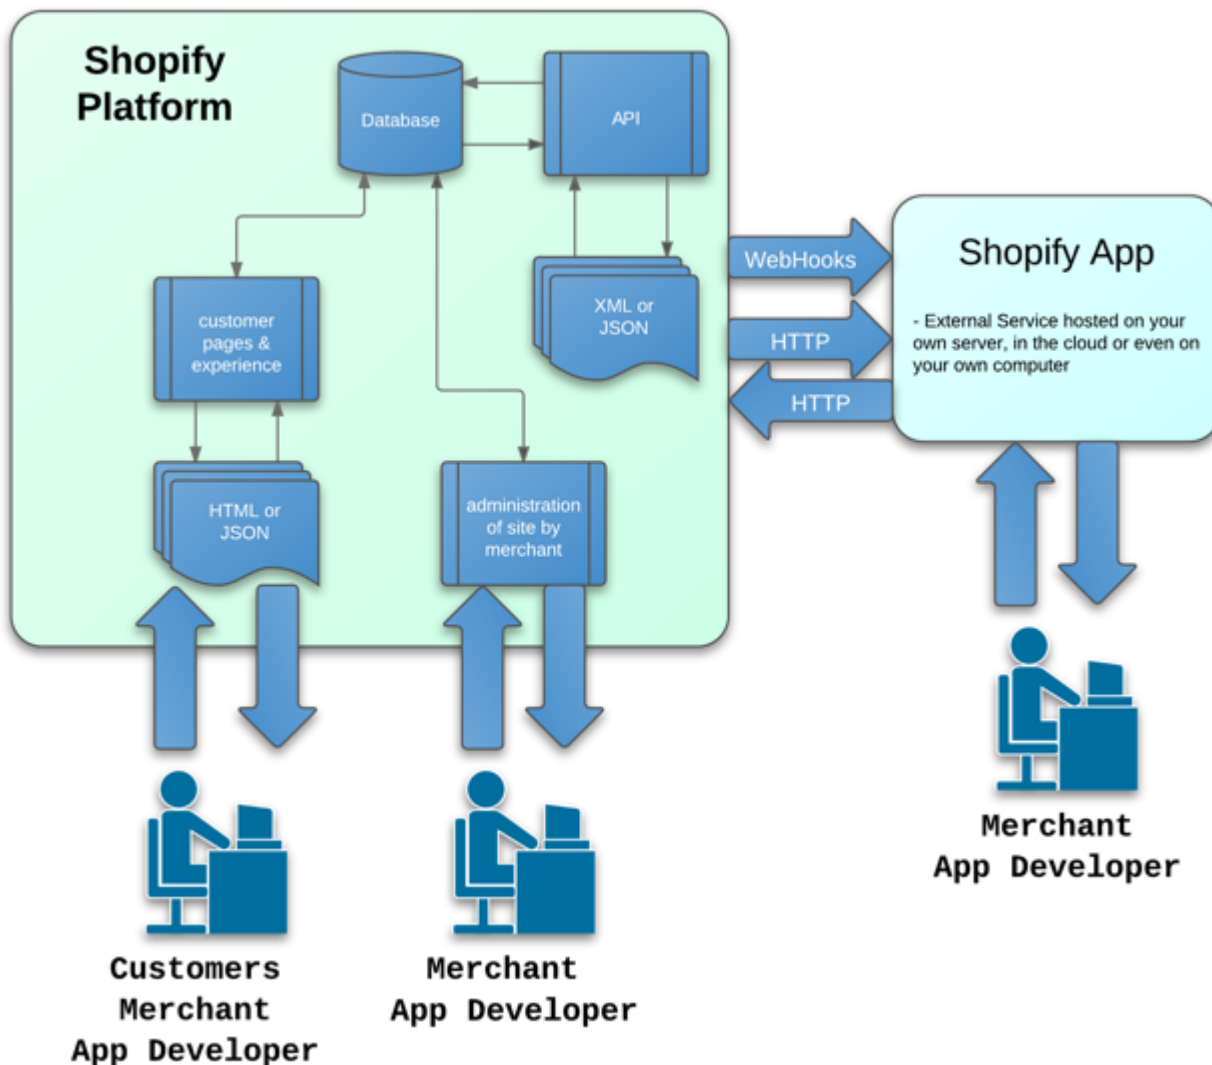 Shopify
Platform
Database
API
WebHooks
Shopify App
XML or
JSON
customer
pages &
experience
HTTP
- External Service hosted on your
own server, in the cloud or even on
your own computer
HTTP
HTML or
JSON
administration
of site by
merchant
Merchant
App Developer
Customers
Merchant
App Developer
Merchant
App Developer